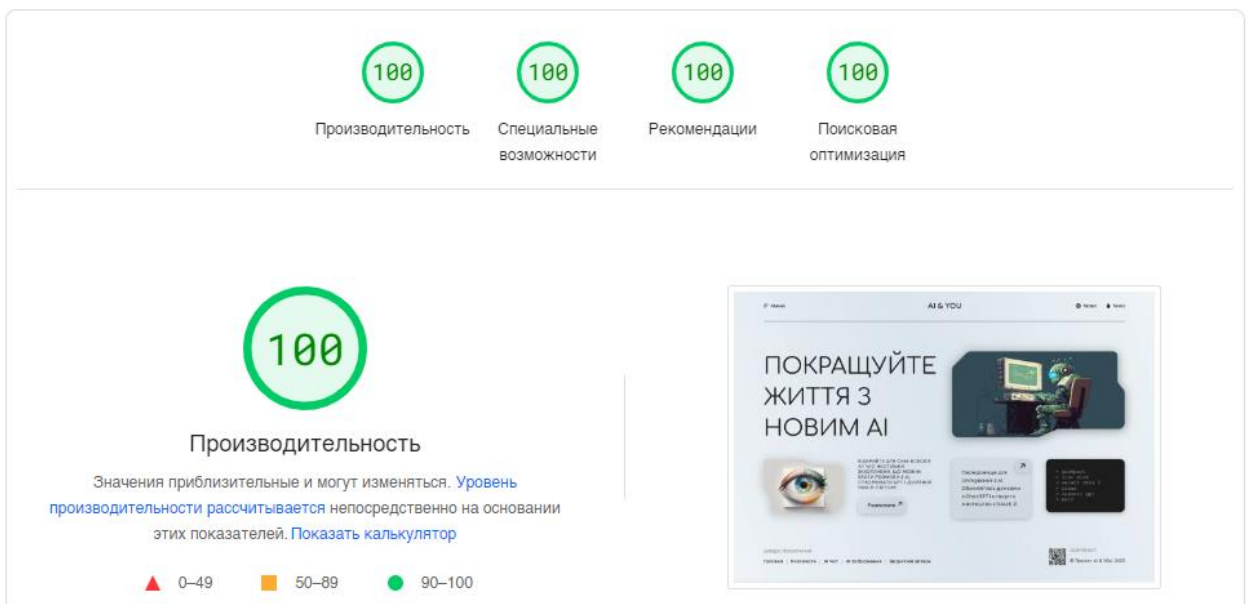 100
100
100
100
Производительность
Специальные
возможности
Рекомендации
Поисковая
оптимизация
100
Производительность
Значения приблизительные и могут изменяться. Уровень
производительности рассчитывается непосредственно на основании
этих показателей. Показать калькулятор
0–49
50–89
90–100
AI & YOU
ПОКРАЩУЙТЕ
ЖИТТЯ З
НОВИМ AI